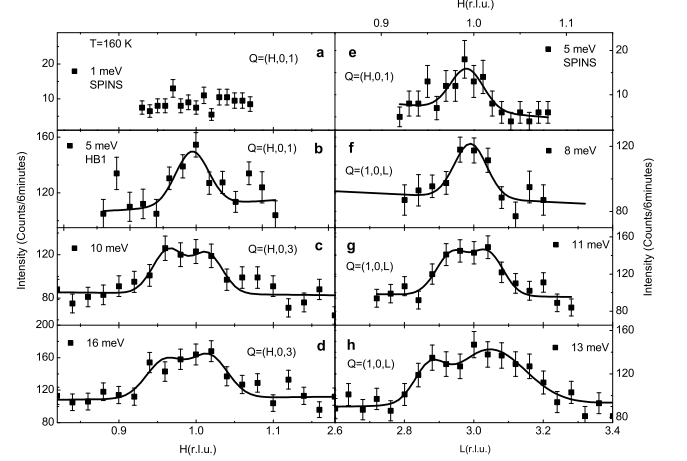 H(r.l.u.)
0.9 1.0 1.1
T=160 K
1 meV
SPINS
Q=(H,0,1)
a
20
10
e
5 meV
SPINS
Q=(H,0,1)
20
10
160
120
5 meV
HB1
Q=(H,0,1)
b
f
8 meV
Q=(1,0,L)
120
80
Intensity (Counts/6minutes)
Intensity (Counts/6minutes)
120
80
10 meV
Q=(H,0,3)
c
g
11 meV
Q=(1,0,L)
160
120
80
200
160
120
80
16 meV
Q=(H,0,3)
d
h
13 meV
Q=(1,0,L)
160
120
80
0.9 1.0 1.1
2.6 2.8 3.0 3.2 3.4
H(r.l.u.)
L(r.l.u.)